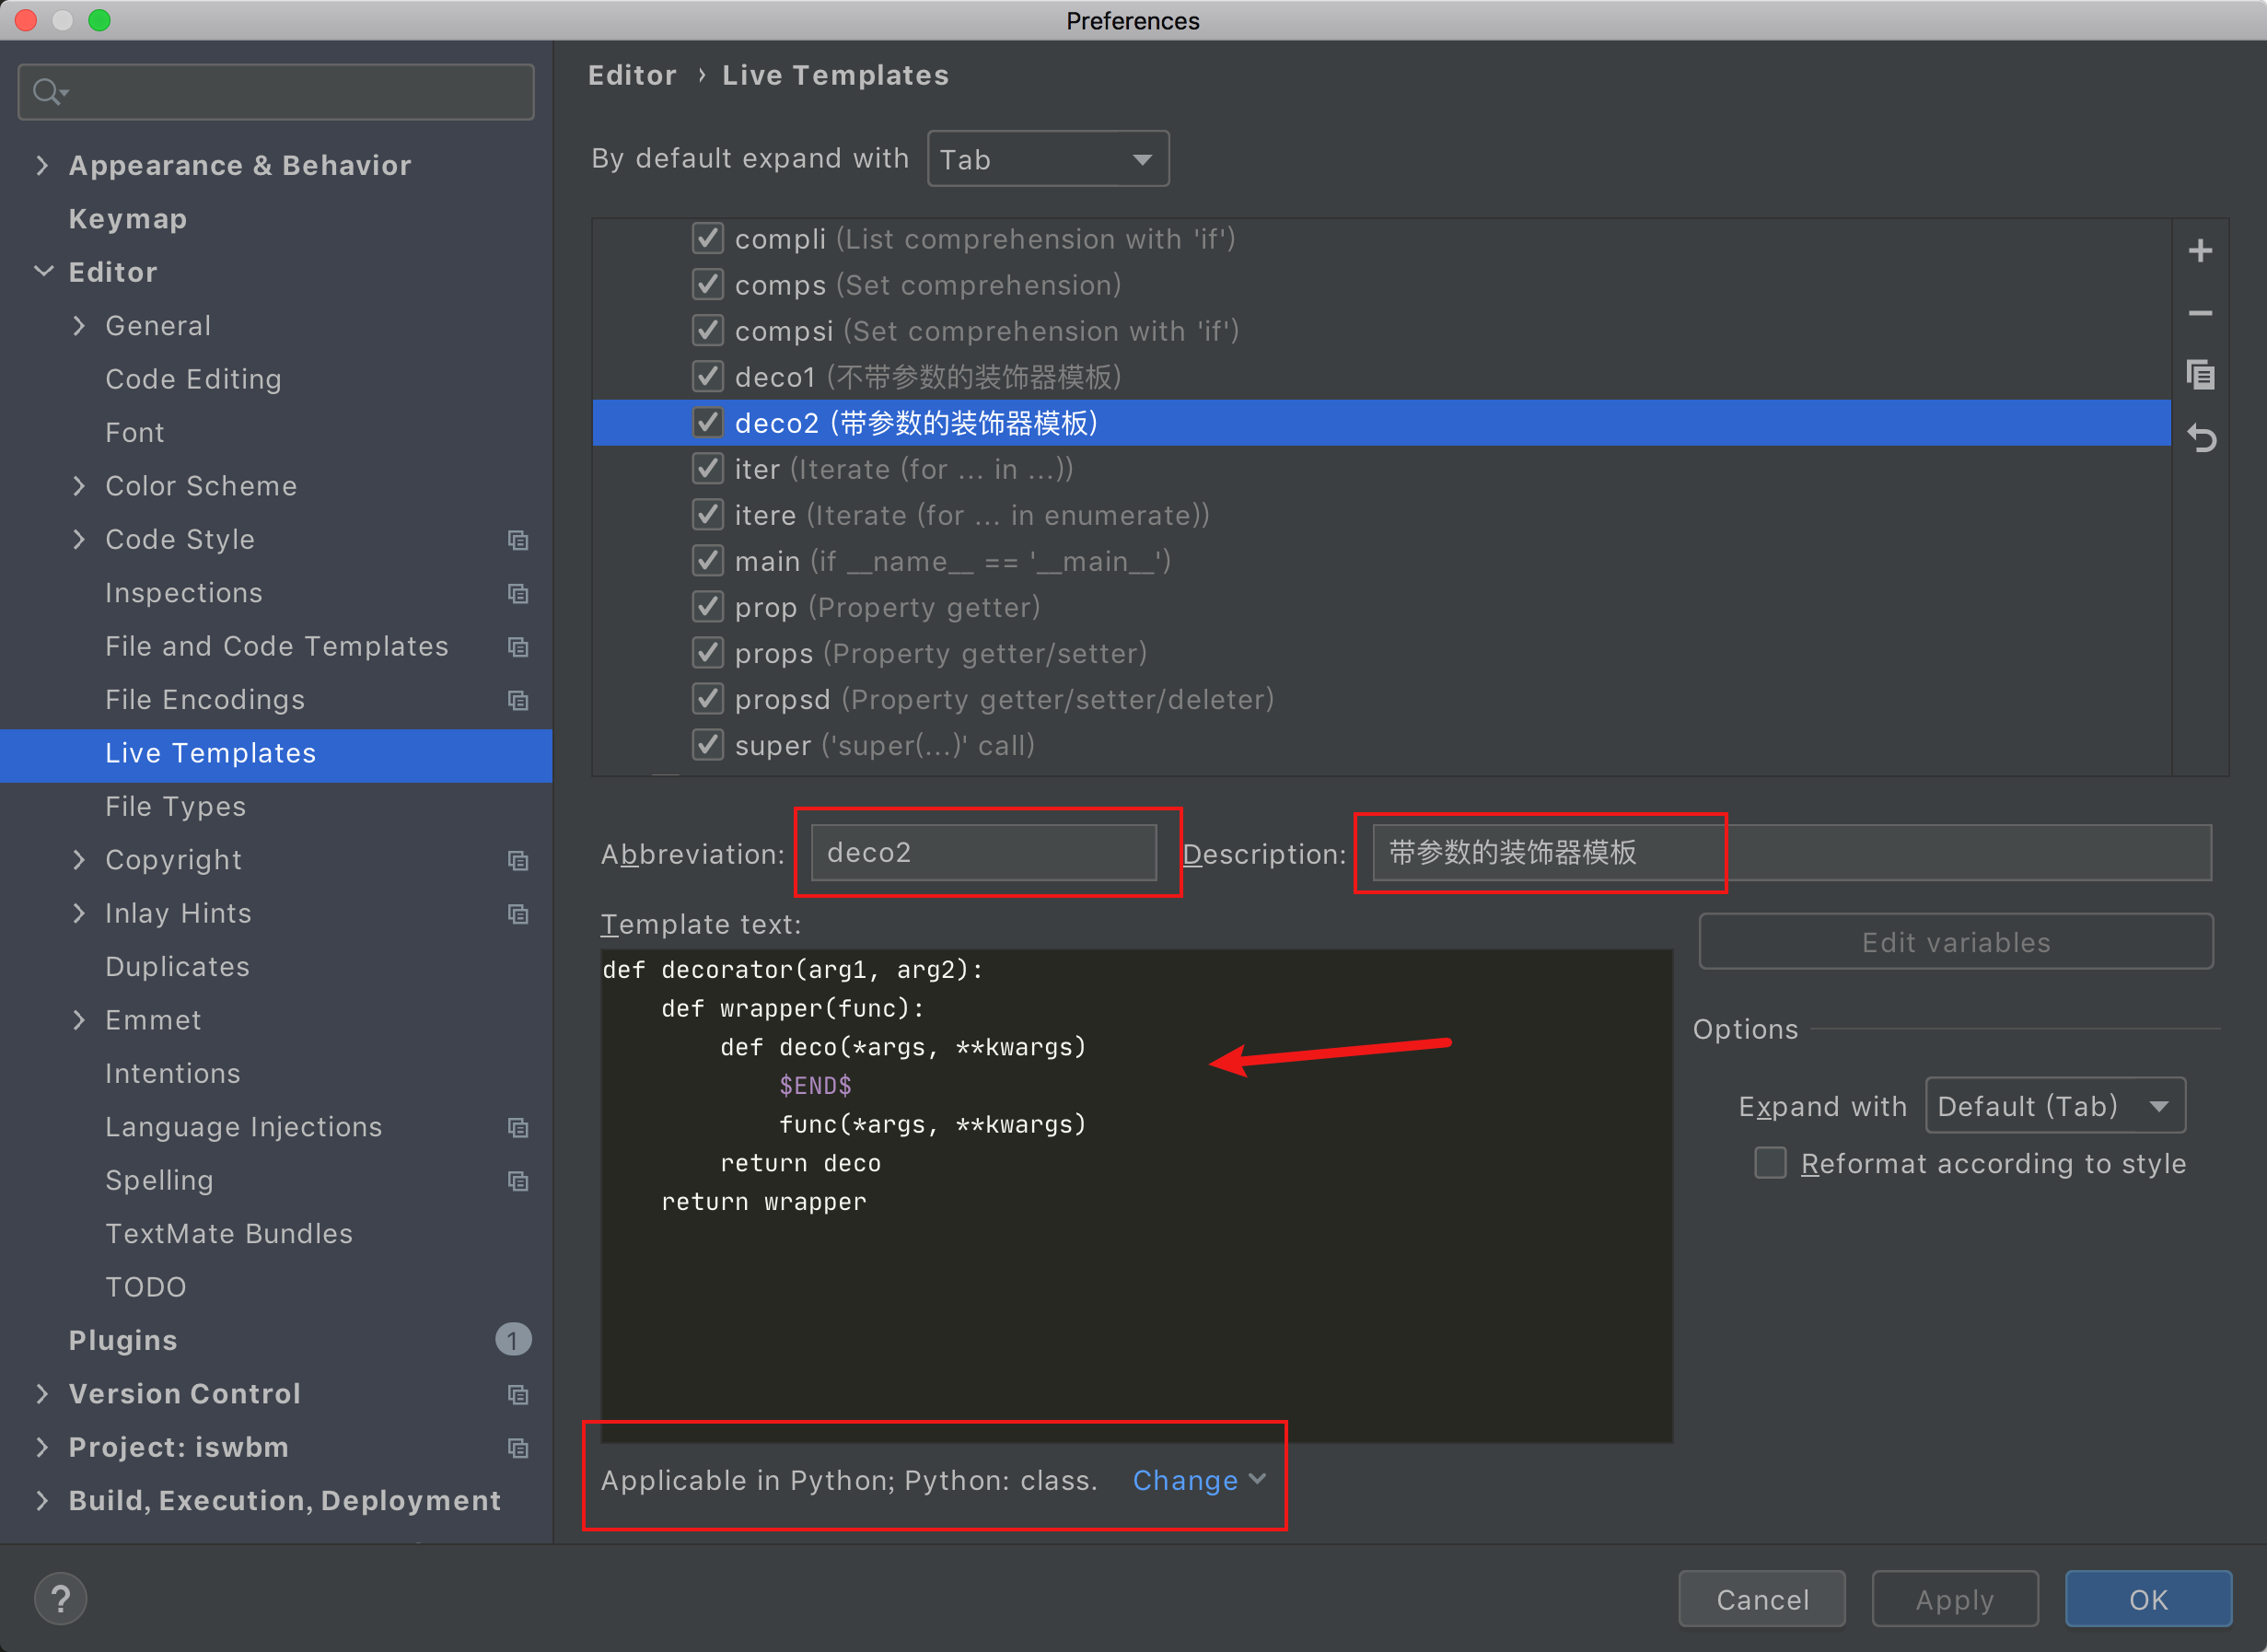 Preferences
Appearance & Behavior
Keymap
Editor
General
Code Editing
Font
Color Scheme
Code Style
Inspections
File and Code Templates
File Encodings
Live Templates
File Types
Copyright
Inlay Hints
Duplicates
Emmet
Intentions
Language Injections
Spelling
TextMate Bundles
TODO
Plugins 1
Version Control
Project: iswbm
Build, Execution, Deployment
Editor › Live Templates
By default expand with Tab
compli (List comprehension with 'if')
comps (Set comprehension)
compsi (Set comprehension with 'if')
deco1 (不带参数的装饰器模板)
deco2 (带参数的装饰器模板)
iter (Iterate (for ... in ...))
itere (Iterate (for ... in enumerate))
main (if __name__ == '__main__')
prop (Property getter)
props (Property getter/setter)
propsd (Property getter/setter/deleter)
super ('super(...)' call)
Abbreviation: deco2 Description: 带参数的装饰器模板
Template text:
def decorator(arg1, arg2):
    def wrapper(func):
        def deco(*args, **kwargs)
            $END$
            func(*args, **kwargs)
        return deco
    return wrapper
Edit variables
Options
Expand with Default (Tab)
Reformat according to style
Applicable in Python; Python: class. Change
?
Cancel Apply OK